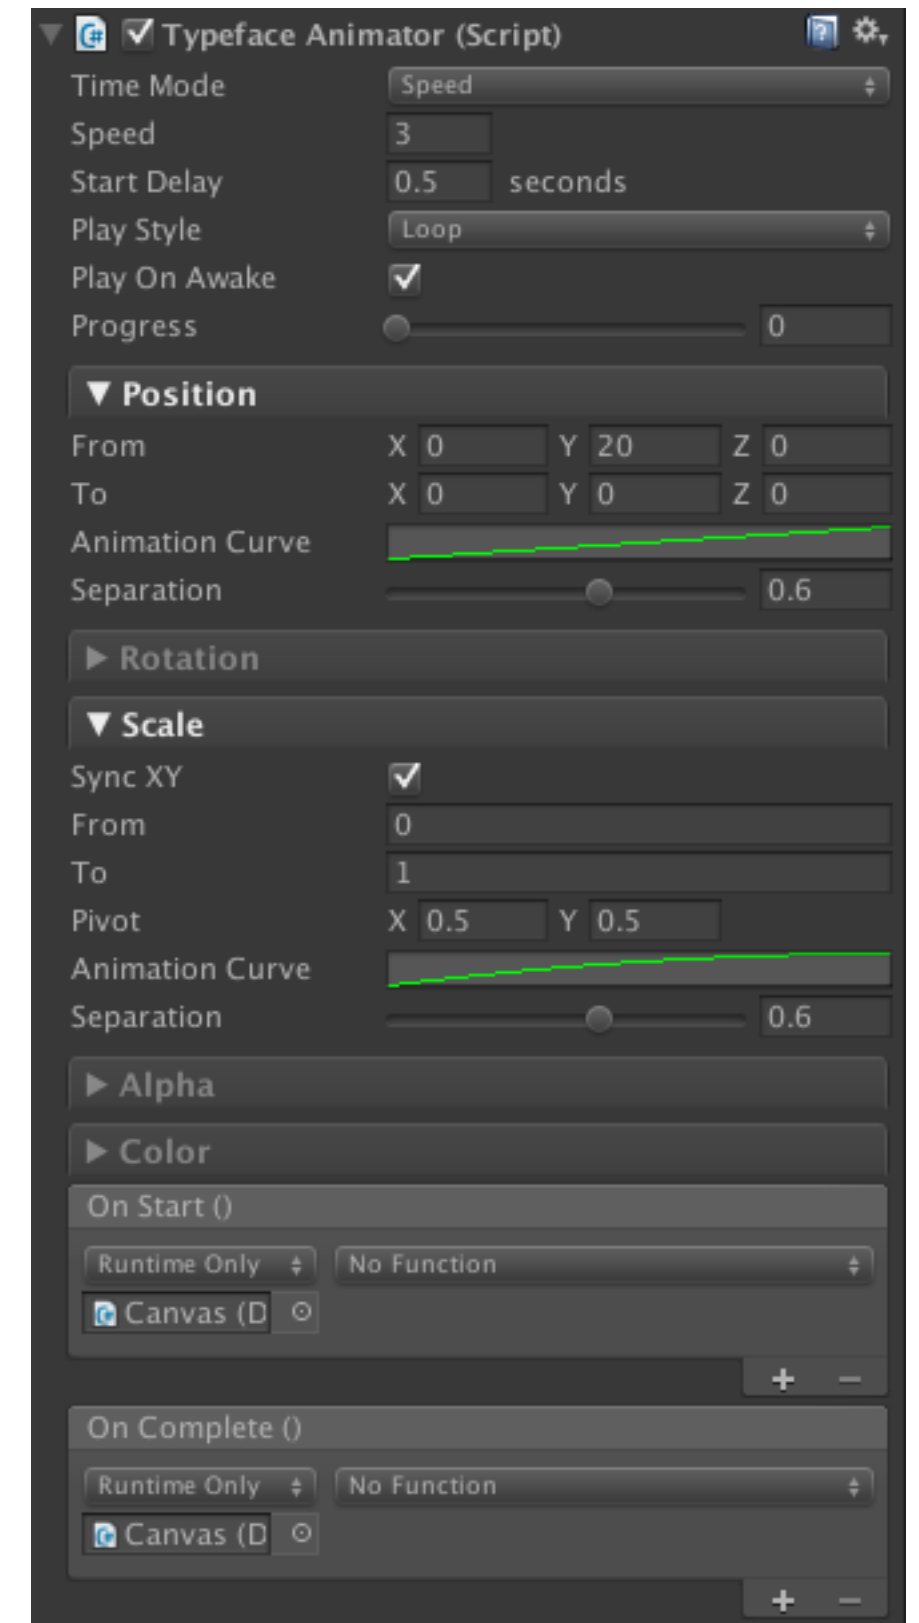 Typeface Animator (Script)
Time Mode Speed
Speed 3
Start Delay 0.5 seconds
Play Style Loop
Play On Awake
Progress 0
Position
From X 0 Y 20 Z 0
To X 0 Y 0 Z 0
Animation Curve
Separation 0.6
Rotation
Scale
Sync XY
From 0
To 1
Pivot X 0.5 Y 0.5
Animation Curve
Separation 0.6
Alpha
Color
On Start ()
Runtime Only No Function
Canvas (D
On Complete ()
Runtime Only No Function
Canvas (D